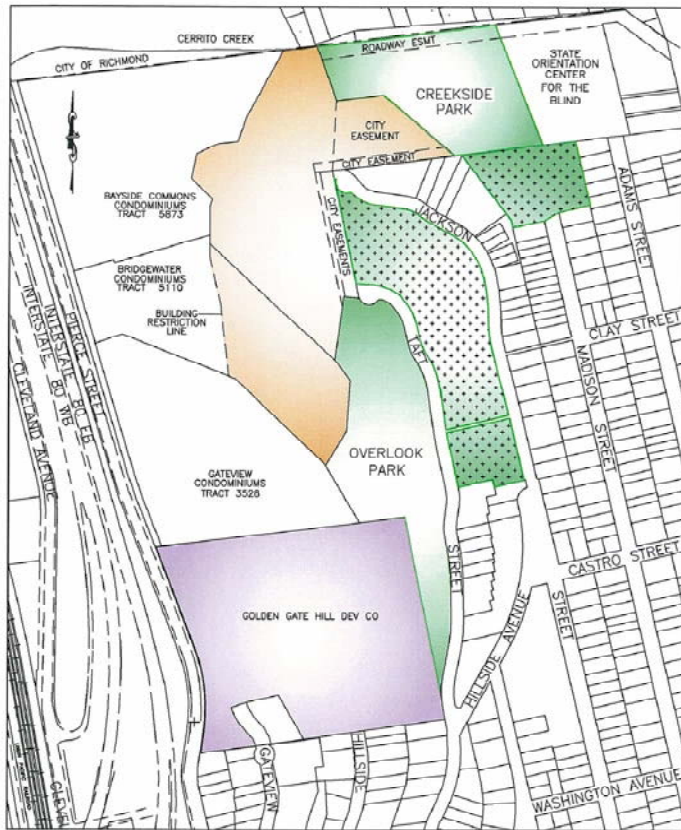 CERRITO CREEK
CITY OF RICHMOND
ROADWAY ESMT
STATE
ORIENTATION
CENTER
FOR THE
BLIND
CREEKSIDE
PARK
CITY
EASEMENT
CITY EASEMENT
ADAMS STREET
BAYSIDE COMMONS
CONDOMINIUMS
TRACT 5873
CITY EASEMENTS
JACKSON
BRIDGEWATER
CONDOMINIUMS
TRACT 5110
BUILDING
RESTRICTION
LINE
PIERCE STREET
INTERSTATE 80 EB
INTERSTATE 80 WB
CLEVELAND AVENUE
CLAY STREET
MADISON
STREET
TAFT
STREET
OVERLOOK
PARK
GATEVIEW
CONDOMINIUMS
TRACT 3528
CASTRO STREET
STREET
GOLDEN GATE HILL DEV CO
HILLSIDE AVENUE
GATEVIEW
HILLSIDE
WASHINGTON AVENUE